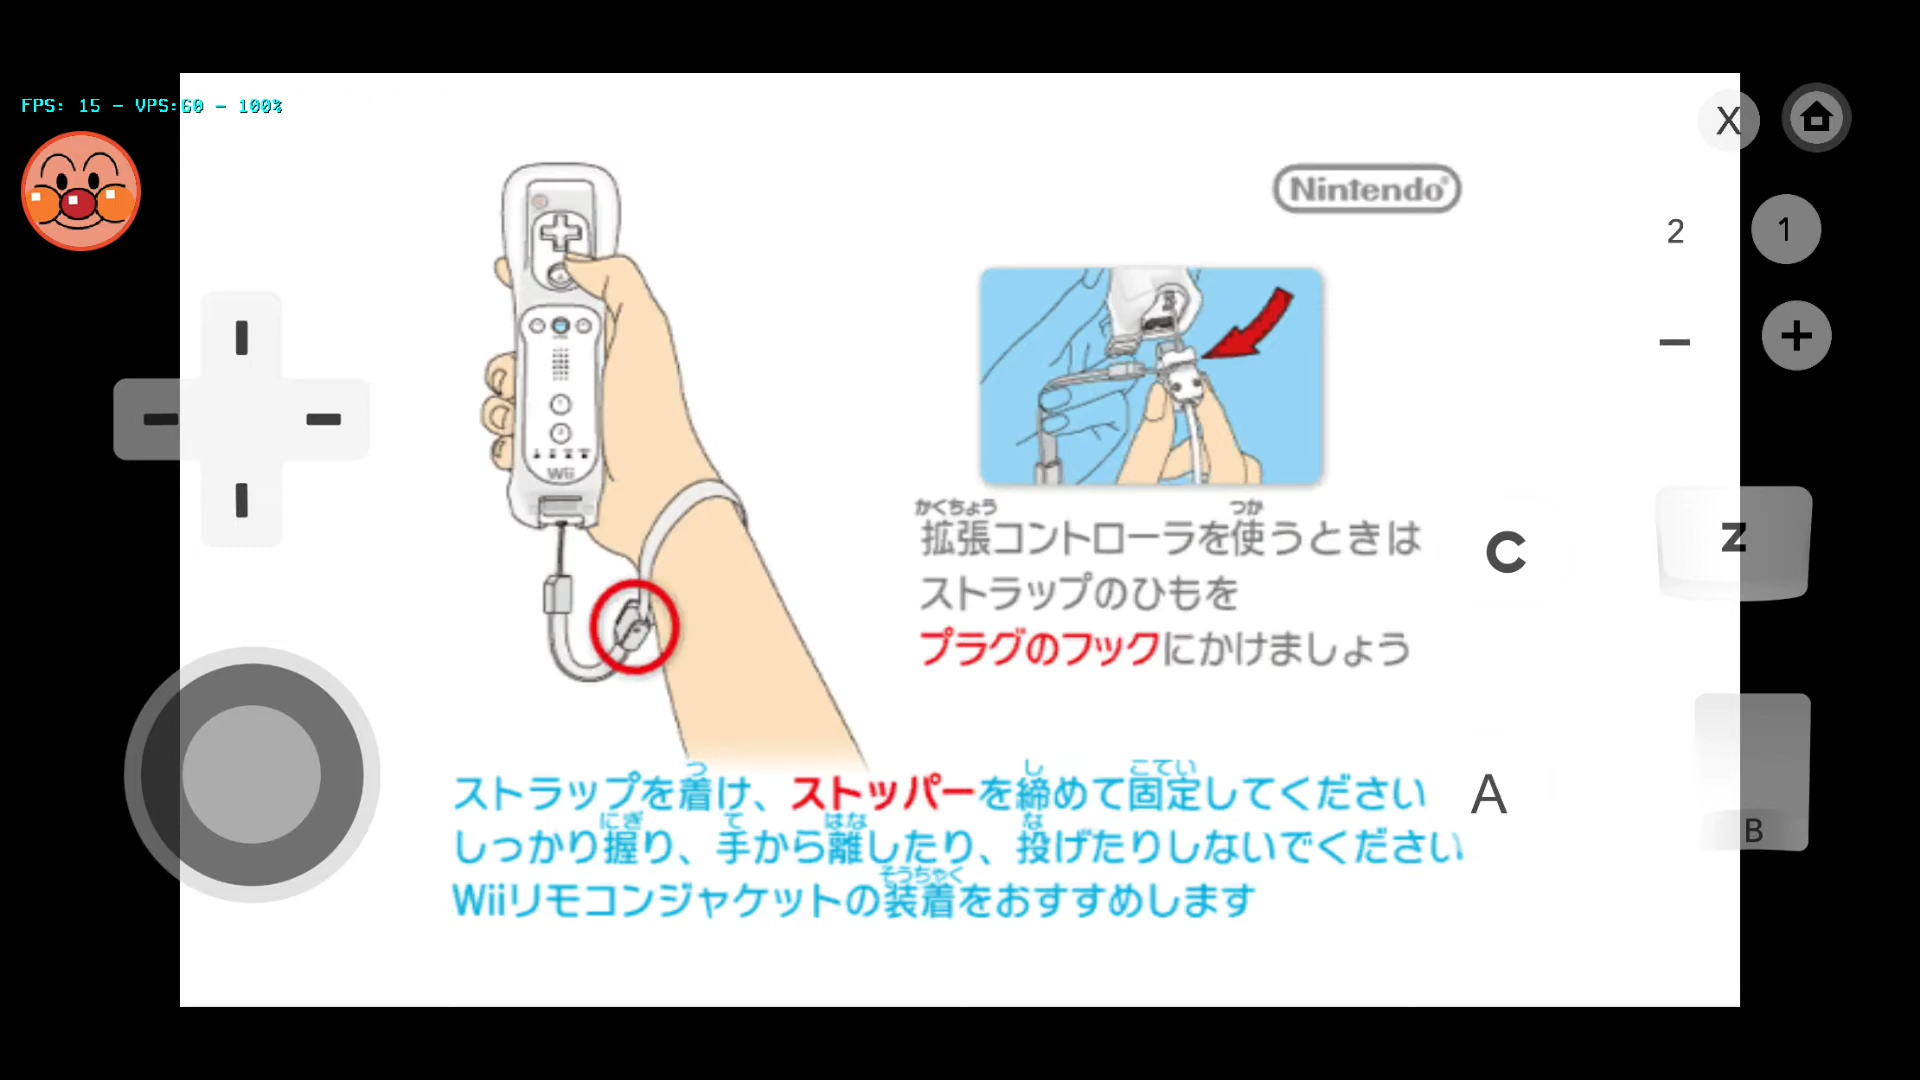 FPS: 15 - VPS:60 - 100%
X
Nintendo®
2
1
Wii
かくちょう つか
拡張コントローラを使うときは
ストラップのひもを
プラグのフックにかけましょう
C
Z
つ し こてい
ストラップを着け、ストッパーを締めて固定してください
にぎ て はな な
しっかり握り、手から離したり、投げたりしないでください
そうちゃく
Wiiリモコンジャケットの装着をおすすめします
A
B